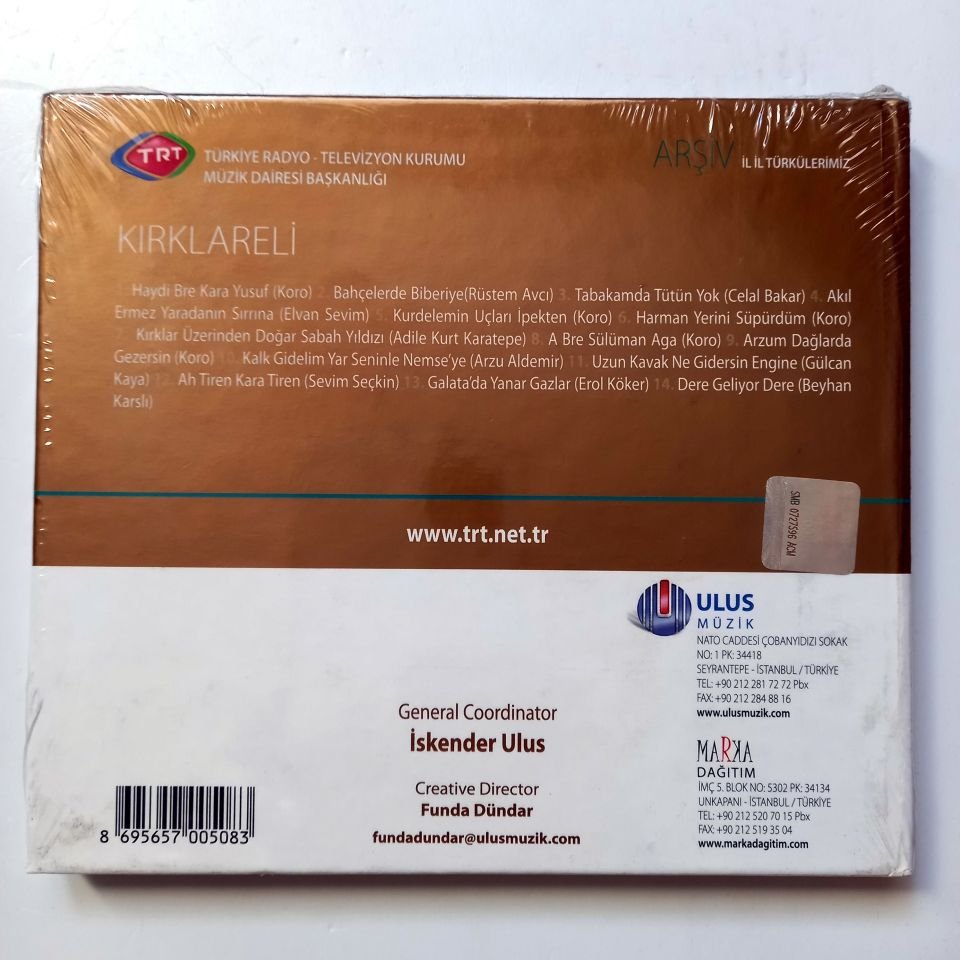 TRT
TÜRKİYE RADYO - TELEVİZYON KURUMU
MÜZİK DAİRESİ BAŞKANLIĞI
ARŞİV İL İL TÜRKÜLERİMİZ
KIRKLARELİ
1. Haydi Bre Kara Yusuf (Koro) 2. Bahçelerde Biberiye(Rüstem Avcı) 3. Tabakamda Tütün Yok (Celal Bakar) 4. Akıl
Ermez Yaradanın Sırrına (Elvan Sevim) 5. Kurdelemin Uçları İpekten (Koro) 6. Harman Yerini Süpürdüm (Koro)
7. Kırklar Üzerinden Doğar Sabah Yıldızı (Adile Kurt Karatepe) 8. A Bre Sülüman Aga (Koro) 9. Arzum Dağlarda
Gezersin (Koro) 10. Kalk Gidelim Yar Seninle Nemse'ye (Arzu Aldemir) 11. Uzun Kavak Ne Gidersin Engine (Gülcan
Kaya) 12. Ah Tiren Kara Tiren (Sevim Seçkin) 13. Galata'da Yanar Gazlar (Erol Köker) 14. Dere Geliyor Dere (Beyhan
Karslı)
www.trt.net.tr
SMB 0727596 ACM
ULUS
MÜZİK
NATO CADDESİ ÇOBANYIDIZI SOKAK
NO: 1 PK: 34418
SEYRANTEPE - İSTANBUL / TÜRKİYE
TEL: +90 212 281 72 72 Pbx
FAX: +90 212 284 88 16
www.ulusmuzik.com
General Coordinator
İskender Ulus
Creative Director
Funda Dündar
fundadundar@ulusmuzik.com
MARKA
DAĞITIM
İMÇ 5. BLOK NO: 5302 PK: 34134
UNKAPANI - İSTANBUL / TÜRKİYE
TEL: +90 212 520 70 15 Pbx
FAX: +90 212 519 35 04
www.markadagitim.com
8 695657 005083